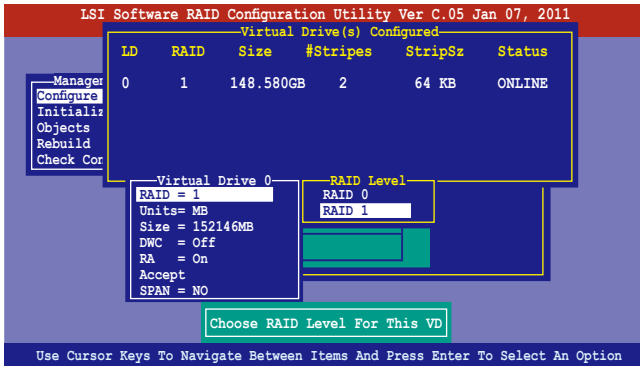 LSI Software RAID Configuration Utility Ver C.05 Jan 07, 2011
Virtual Drive(s) Configured
LD RAID Size #Stripes StripSz Status
0 1 148.580GB 2 64 KB ONLINE
Manager
Configure
Initializ
Objects
Rebuild
Check Con
Virtual Drive 0
RAID = 1
Units= MB
Size = 152146MB
DWC = Off
RA = On
Accept
SPAN = NO
RAID Level
RAID 0
RAID 1
Choose RAID Level For This VD
Use Cursor Keys To Navigate Between Items And Press Enter To Select An Option